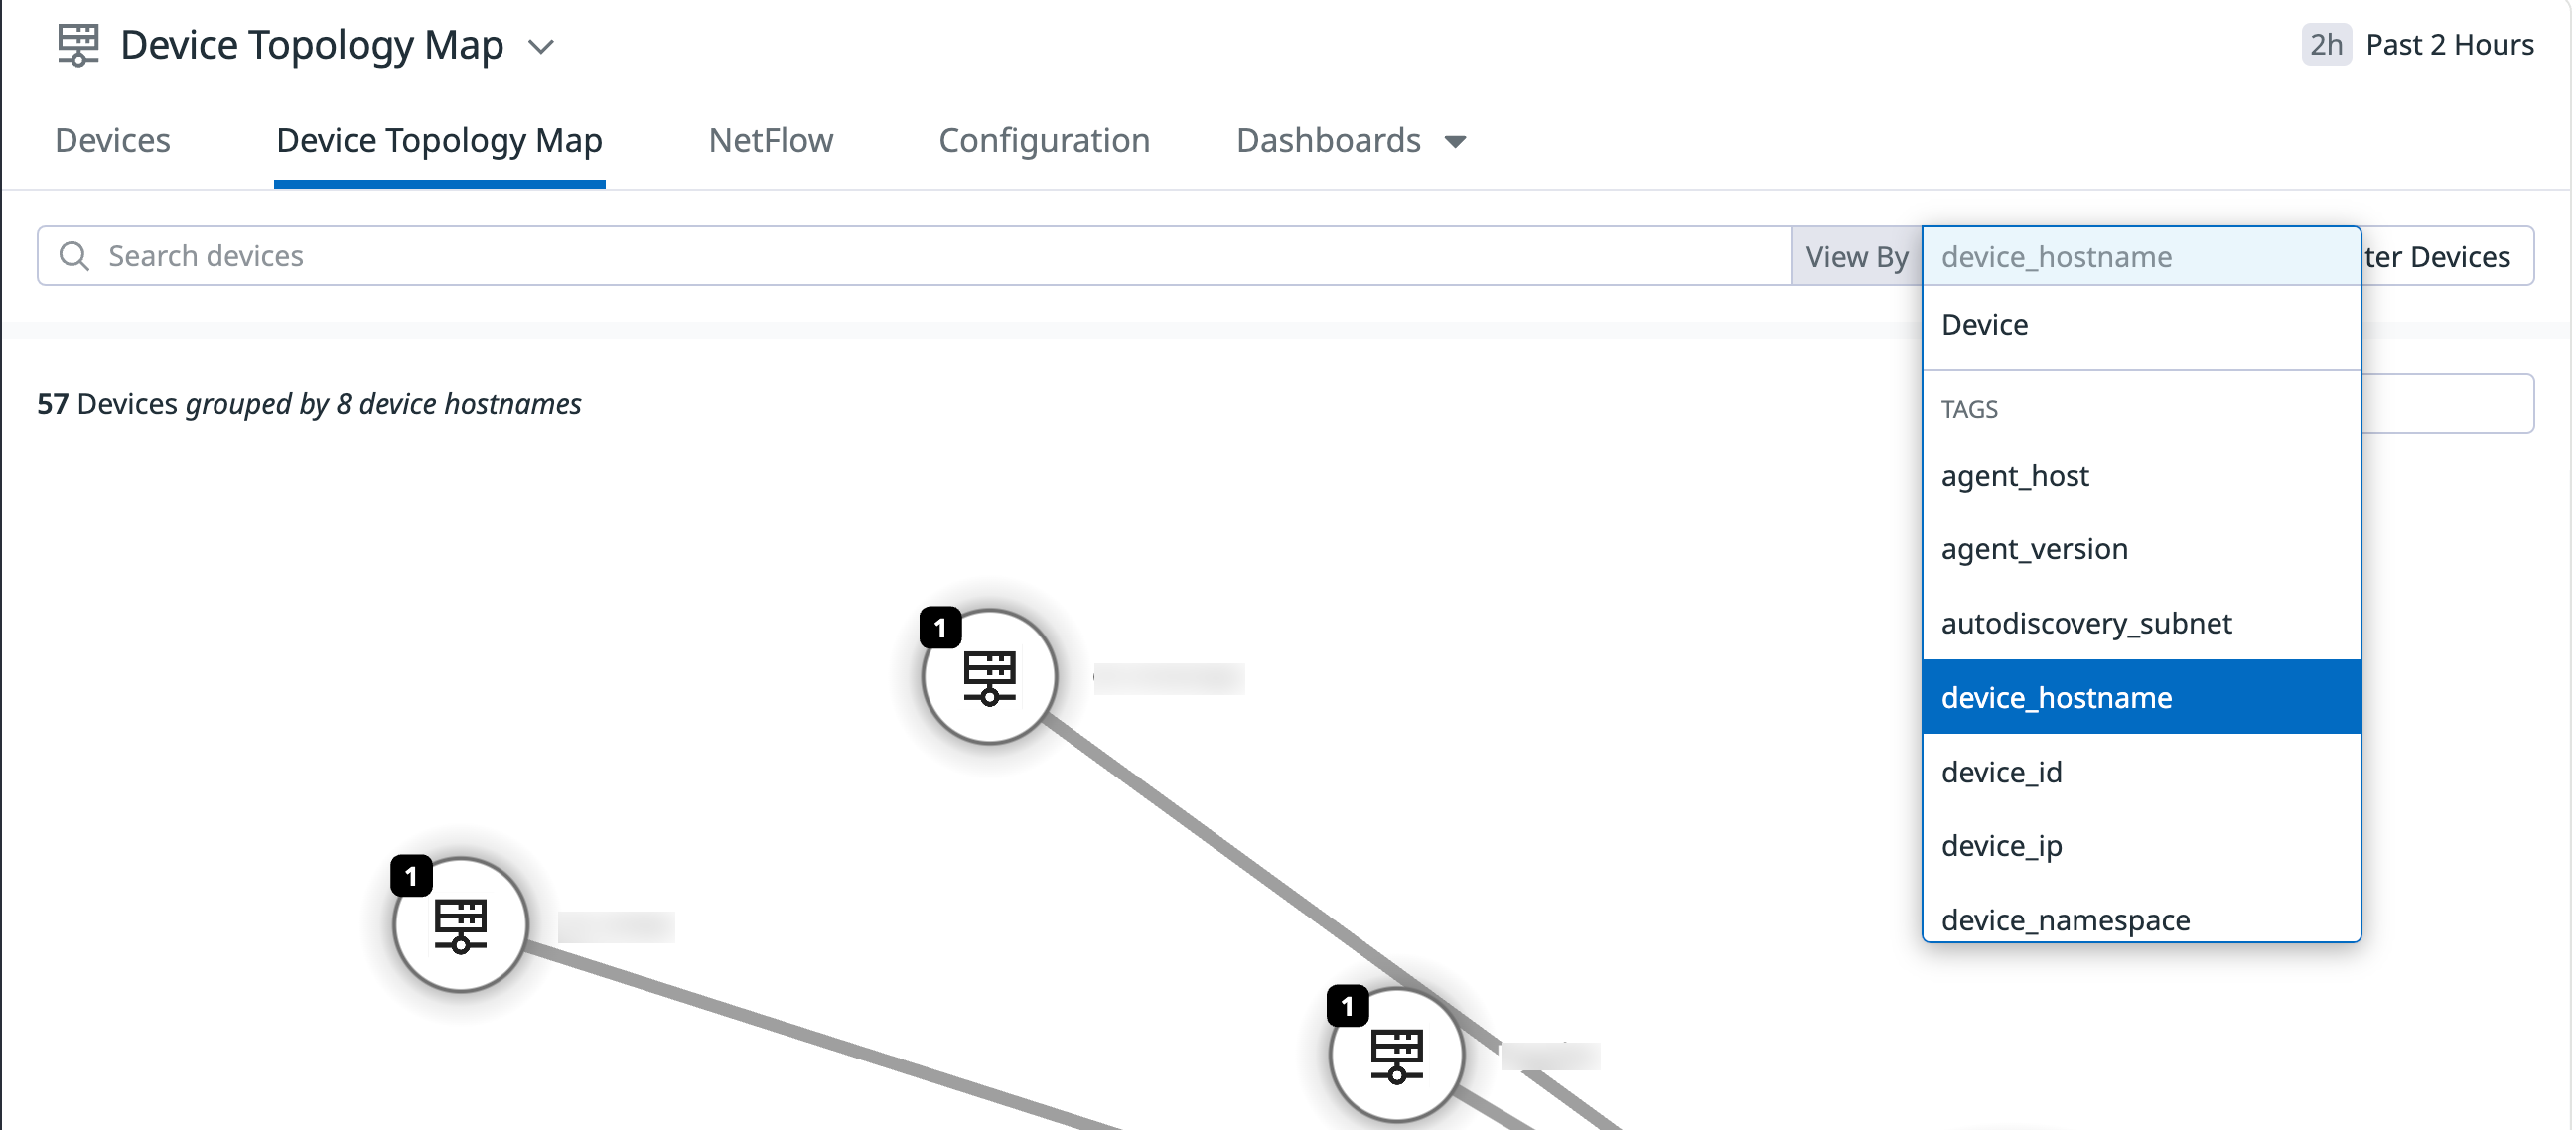 Device Topology Map
2h Past 2 Hours
Devices Device Topology Map NetFlow Configuration Dashboards
Search devices View By device_hostname ter Devices
Device
57 Devices grouped by 8 device hostnames
TAGS
agent_host
agent_version
autodiscovery_subnet
1
device_hostname
device_id
device_ip
1
device_namespace
1